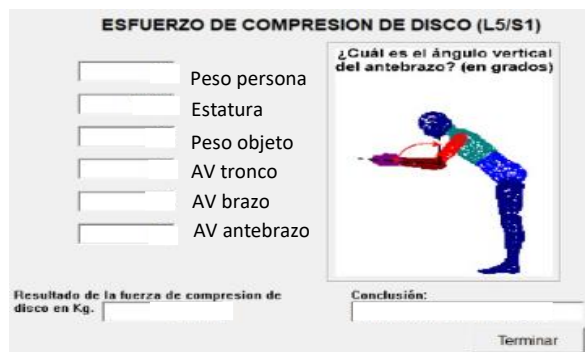 ESFUERZO DE COMPRESION DE DISCO (L5/S1)
¿Cuál es el ángulo vertical
del antebrazo? (en grados)
Peso persona
Estatura
Peso objeto
AV tronco
AV brazo
AV antebrazo
Resultado de la fuerza de compresion de
disco en Kg.
Conclusión:
Terminar